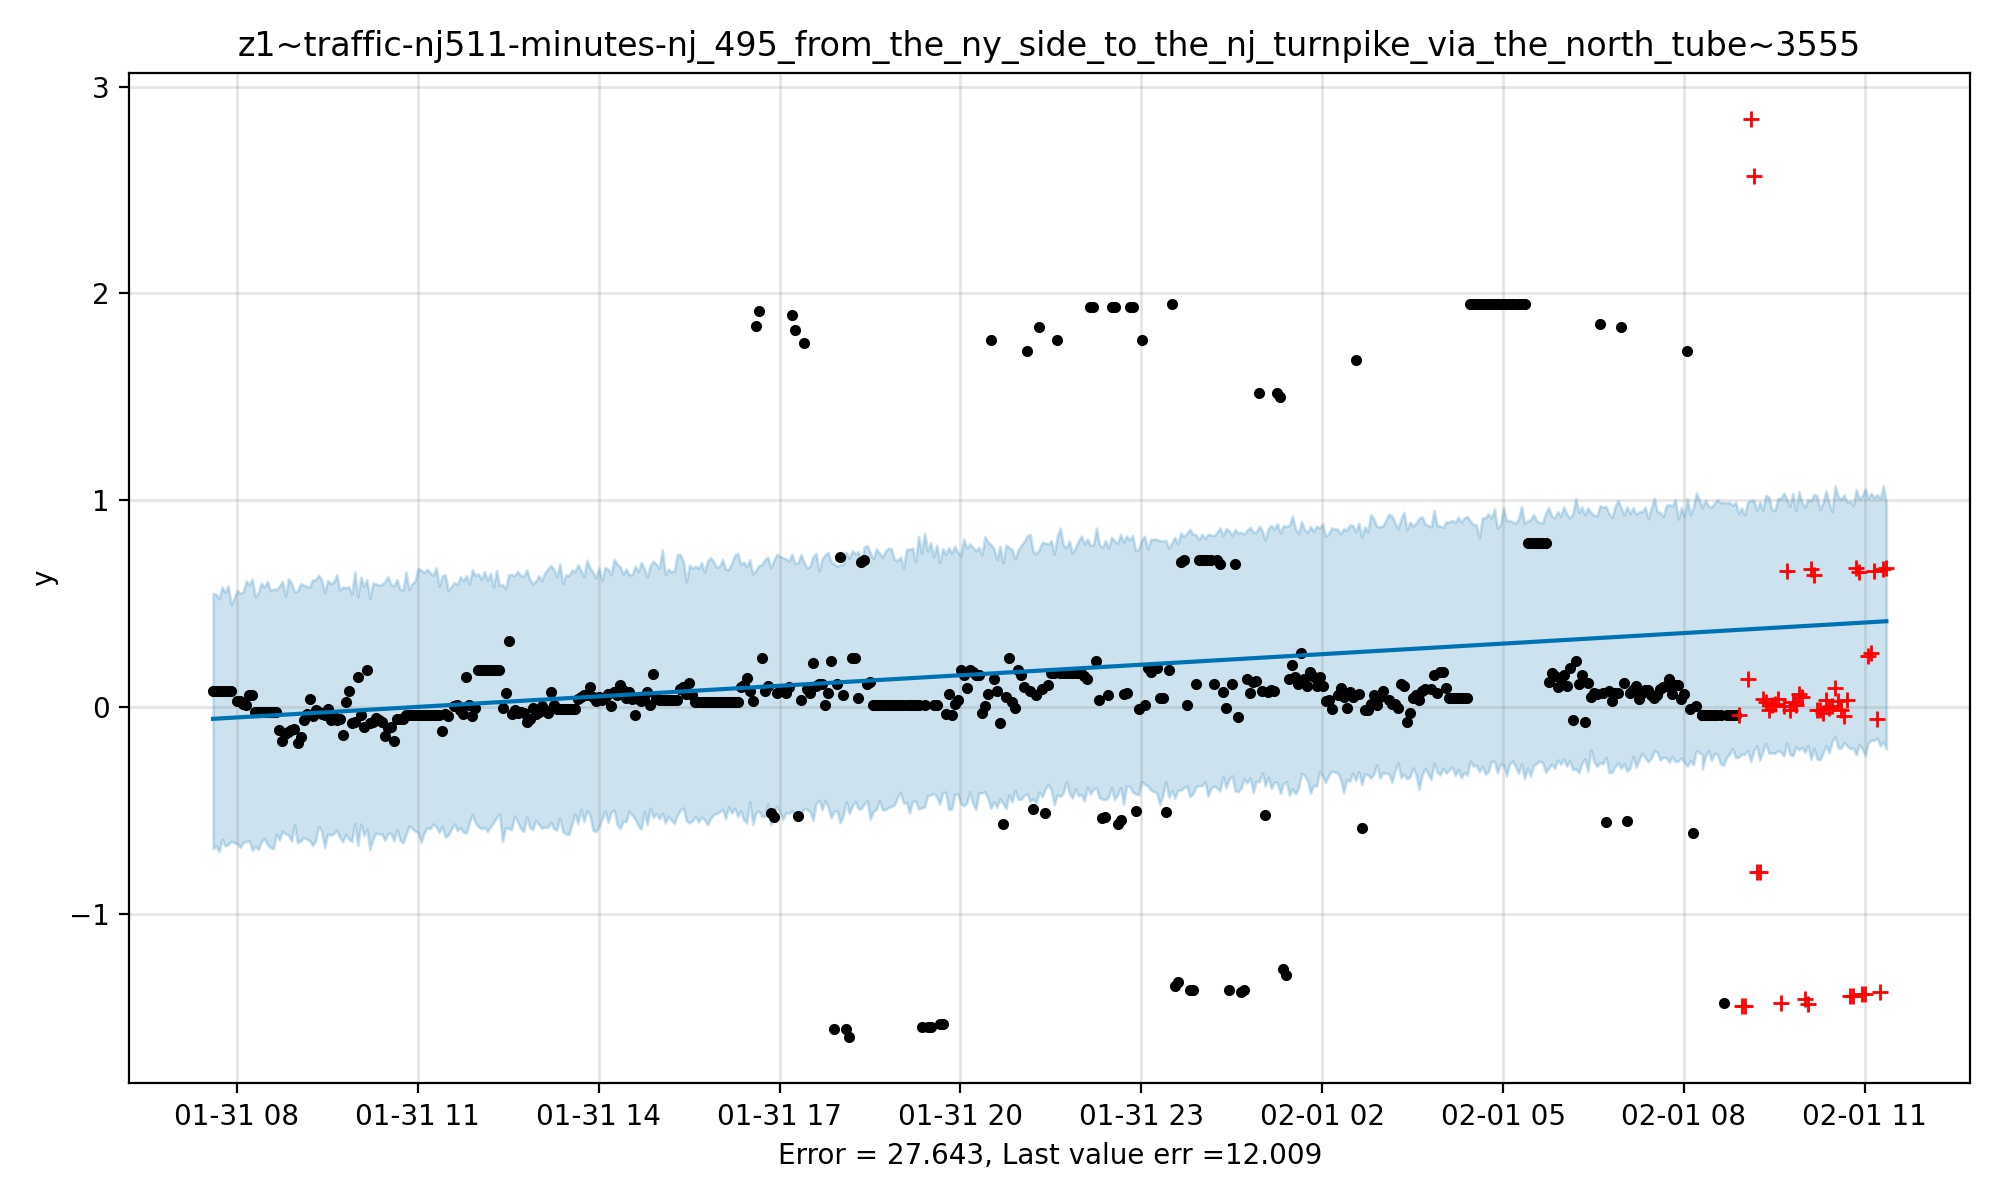 z1~traffic-nj511-minutes-nj_495_from_the_ny_side_to_the_nj_turnpike_via_the_north_tube~3555
3
2
1
0
−1
y
01-31 08 01-31 11 01-31 14 01-31 17 01-31 20 01-31 23 02-01 02 02-01 05 02-01 08 02-01 11
Error = 27.643, Last value err =12.009